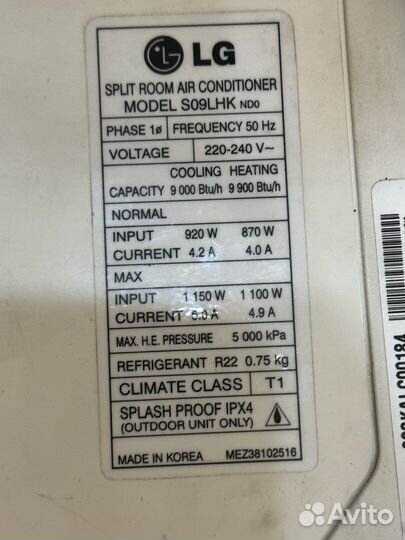 LG
SPLIT ROOM AIR CONDITIONER
MODEL S09LHK ND0
PHASE 1ø FREQUENCY 50 Hz
VOLTAGE 220-240 V~
COOLING HEATING
CAPACITY 9 000 Btu/h 9 900 Btu/h
NORMAL
INPUT 920 W 870 W
CURRENT 4.2 A 4.0 A
MAX
INPUT 1 150 W 1 100 W
CURRENT 6.0 A 4.9 A
MAX. H.E. PRESSURE 5 000 kPa
REFRIGERANT R22 0.75 kg
CLIMATE CLASS T1
SPLASH PROOF IPX4
(OUTDOOR UNIT ONLY)
MADE IN KOREA MEZ38102516
Avito